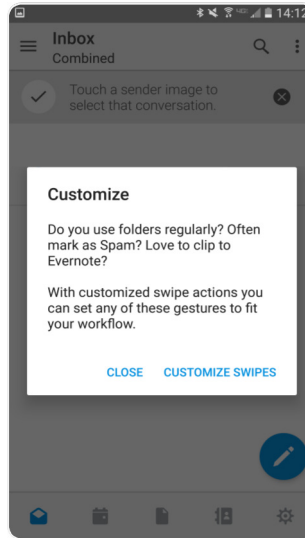 14:12
Inbox
Combined
Touch a sender image to
select that conversation.
Customize
Do you use folders regularly? Often
mark as Spam? Love to clip to
Evernote?
With customized swipe actions you
can set any of these gestures to fit
your workflow.
CLOSE CUSTOMIZE SWIPES